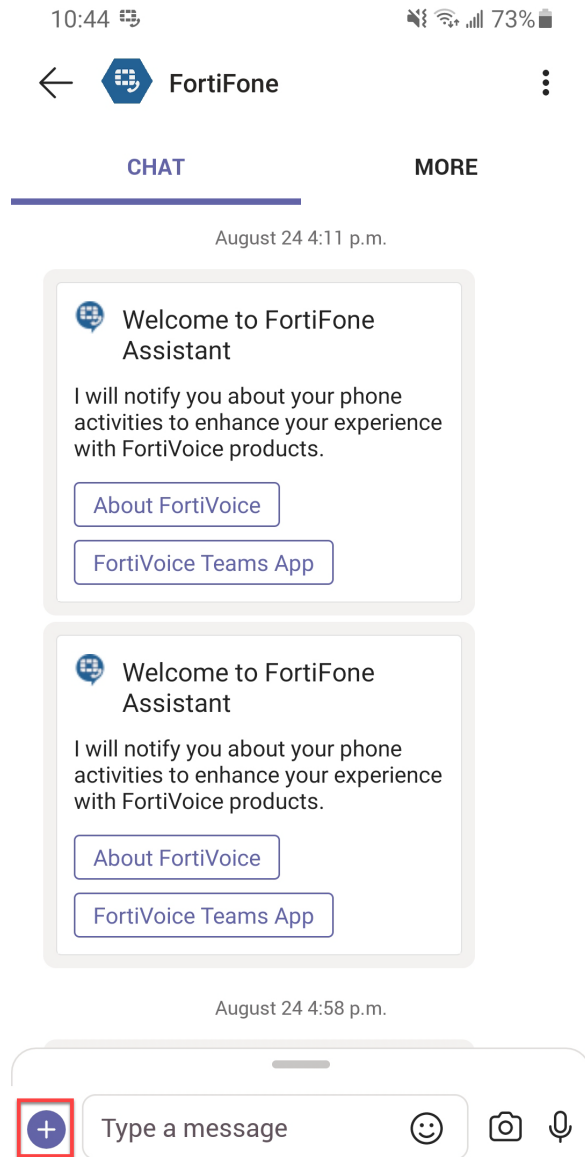 10:44
73%
FortiFone
CHAT
MORE
August 24 4:11 p.m.
Welcome to FortiFone
Assistant
I will notify you about your phone
activities to enhance your experience
with FortiVoice products.
About FortiVoice
FortiVoice Teams App
Welcome to FortiFone
Assistant
I will notify you about your phone
activities to enhance your experience
with FortiVoice products.
About FortiVoice
FortiVoice Teams App
August 24 4:58 p.m.
Type a message